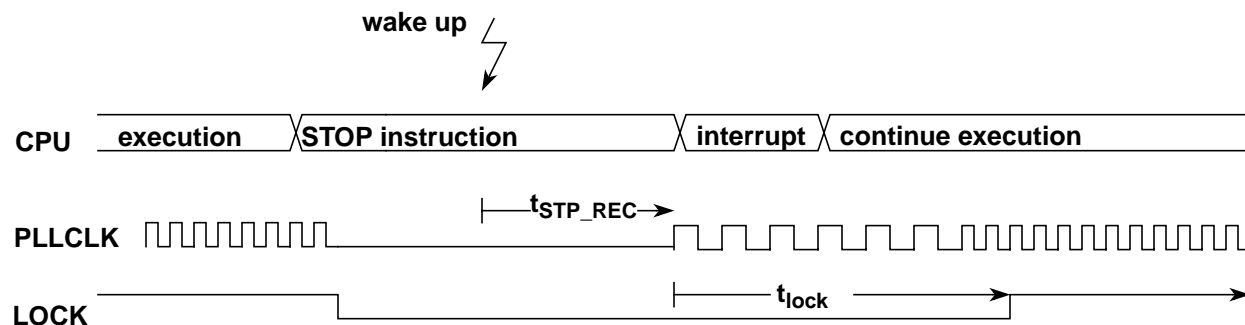 wake up
CPU execution STOP instruction interrupt continue execution
tSTP_REC
PLLCLK
tlock
LOCK